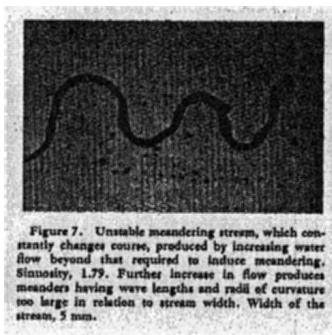 Figure 7. Unstable meandering stream, which con-
stantly changes course, produced by increasing water
flow beyond that required to induce meandering.
Sinuosity, 1.79. Further increase in flow produces
meanders having wave lengths and radii of curvature
too large in relation to stream width. Width of the
stream, 5 mm.